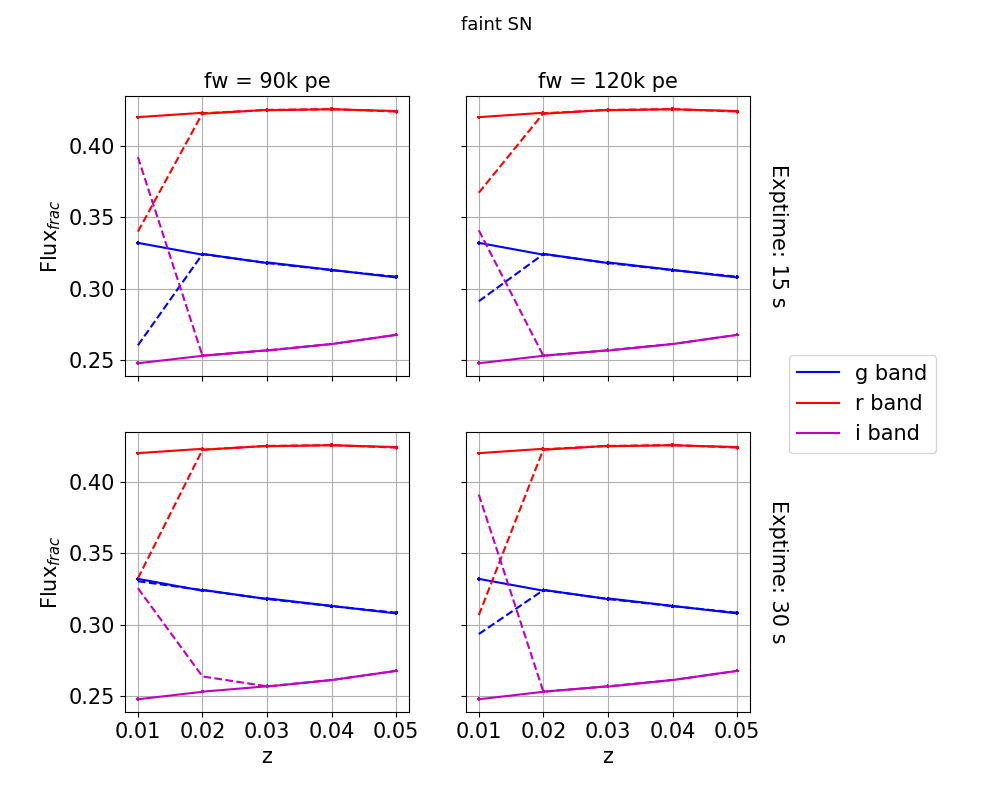 faint SN
fw = 90k pe
fw = 120k pe
0.40
0.35
0.30
0.25
Flux_frac
Exptime: 15 s
g band
r band
i band
0.40
0.35
0.30
0.25
Flux_frac
Exptime: 30 s
0.01 0.02 0.03 0.04 0.05
0.01 0.02 0.03 0.04 0.05
z
z